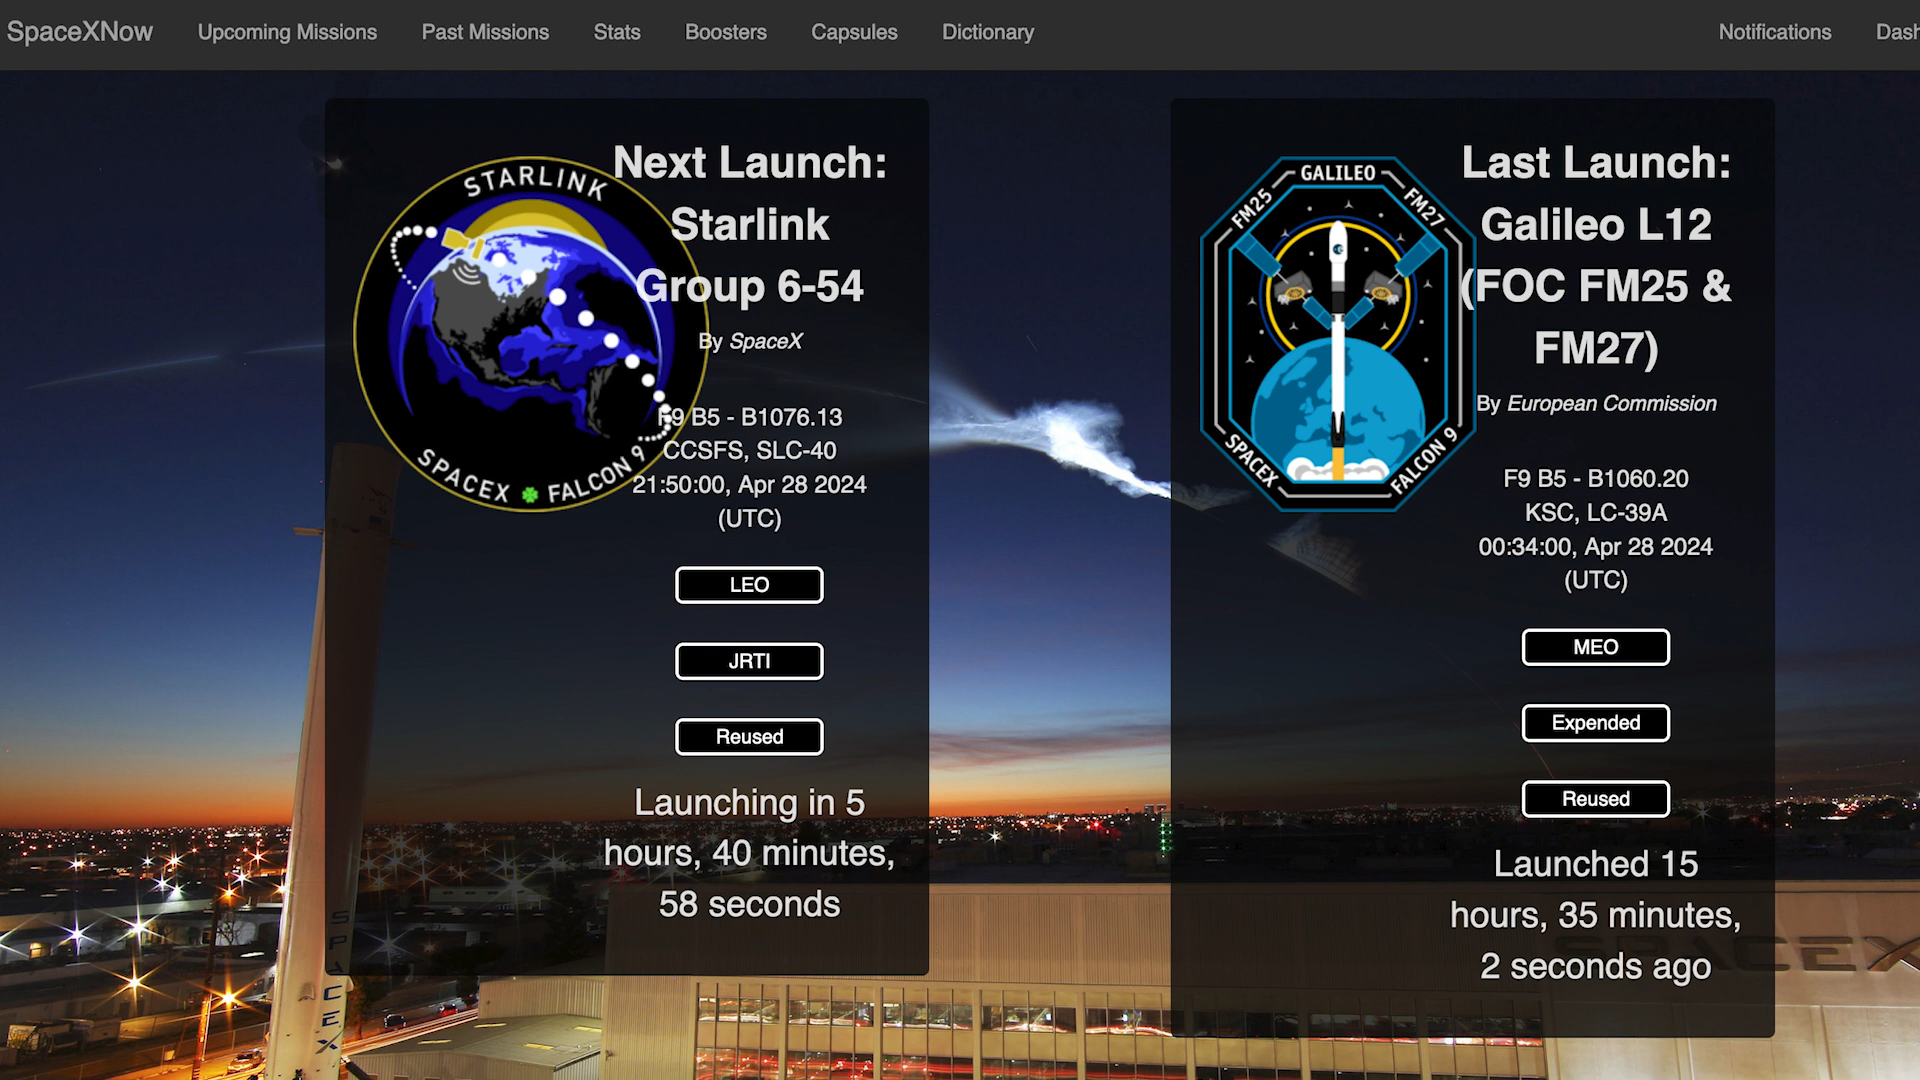 SpaceXNow
Upcoming Missions
Past Missions
Stats
Boosters
Capsules
Dictionary
Notifications
Dash
STARLINK
SPACEX
FALCON 9
Next Launch:
Starlink
Group 6-54
By SpaceX
F9 B5 - B1076.13
CCSFS, SLC-40
21:50:00, Apr 28 2024
(UTC)
LEO
JRTI
Reused
Launching in 5
hours, 40 minutes,
58 seconds
GALILEO
FM25
FM27
SPACEX
FALCON 9
Last Launch:
Galileo L12
(FOC FM25 &
FM27)
By European Commission
F9 B5 - B1060.20
KSC, LC-39A
00:34:00, Apr 28 2024
(UTC)
MEO
Expended
Reused
Launched 15
hours, 35 minutes,
2 seconds ago
SPACEX
SPACEX